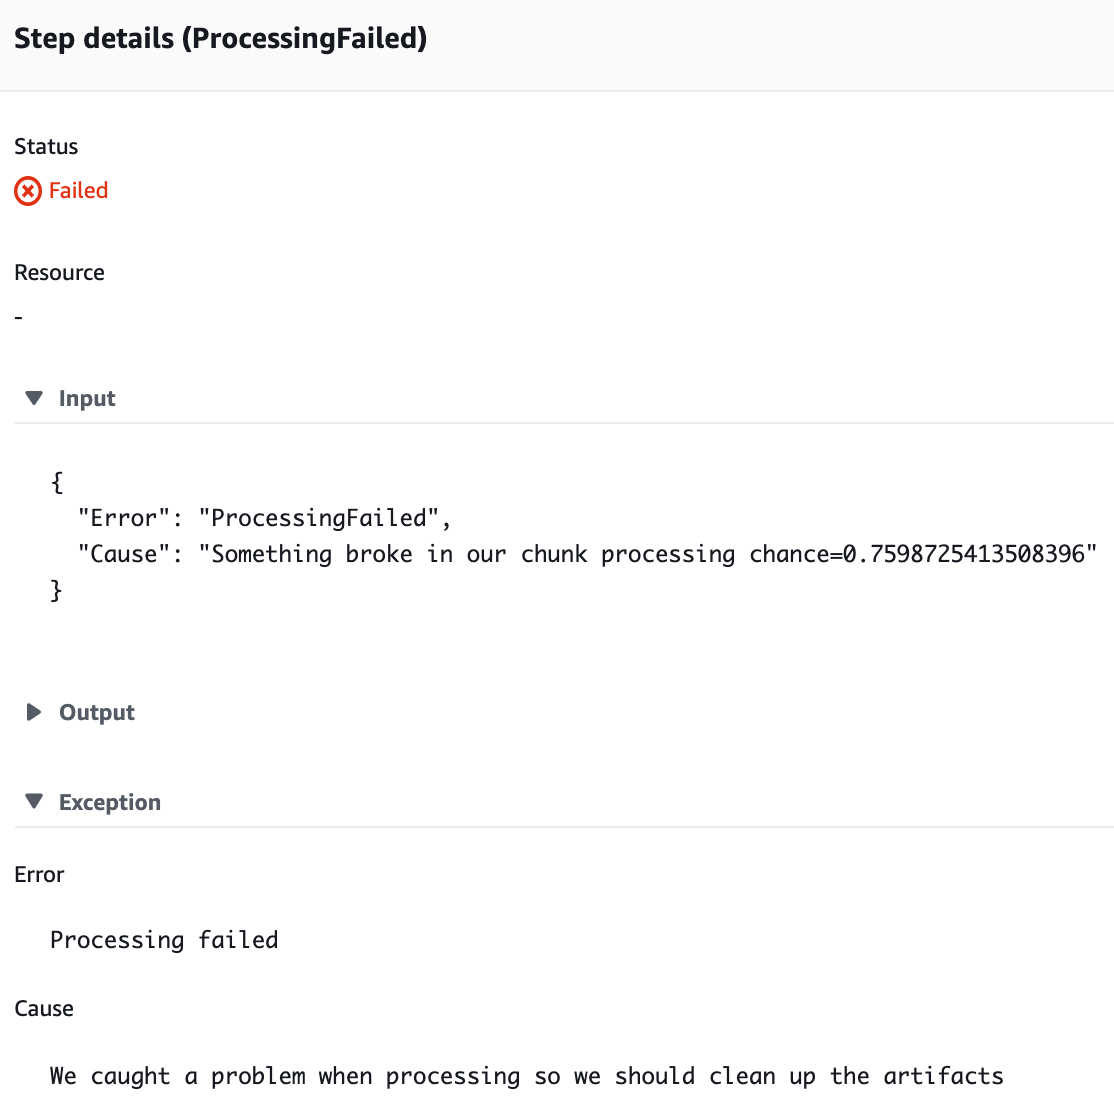 Step details (ProcessingFailed)
Status
Failed
Resource
-
Input
{
"Error": "ProcessingFailed",
"Cause": "Something broke in our chunk processing chance=0.7598725413508396"
}
Output
Exception
Error
Processing failed
Cause
We caught a problem when processing so we should clean up the artifacts